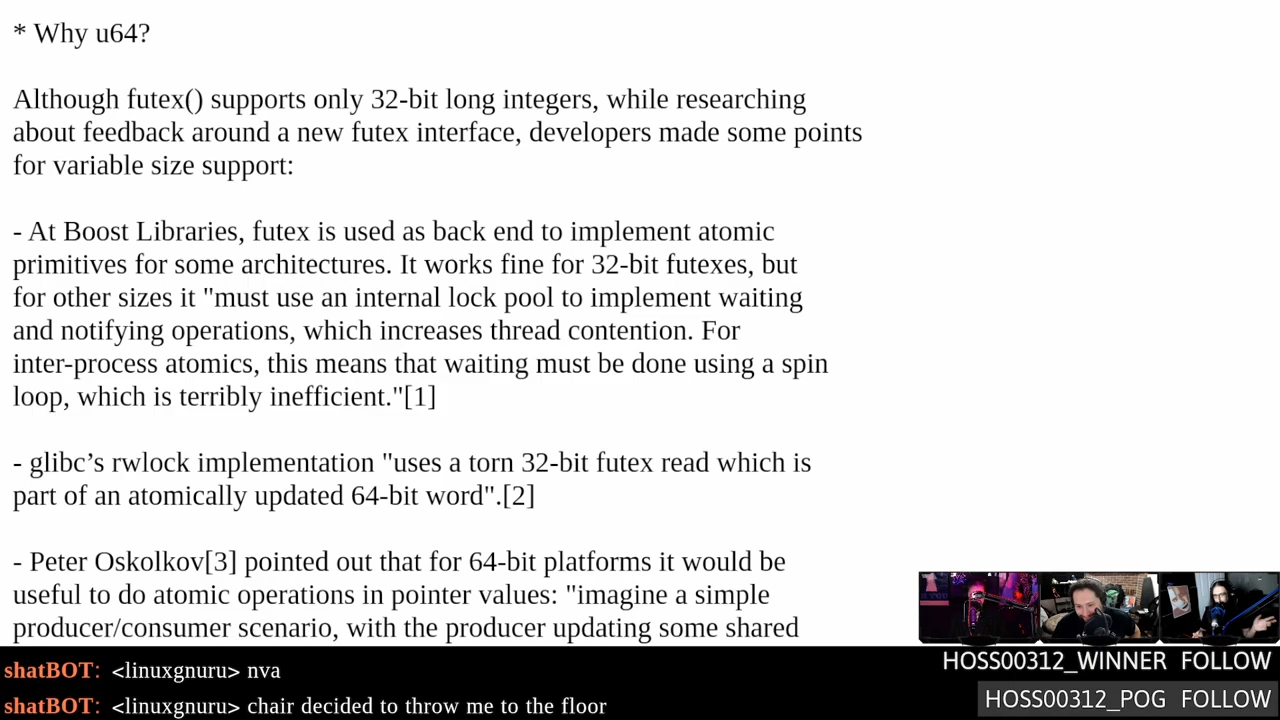 * Why u64?
Although futex() supports only 32-bit long integers, while researching
about feedback around a new futex interface, developers made some points
for variable size support:
- At Boost Libraries, futex is used as back end to implement atomic
primitives for some architectures. It works fine for 32-bit futexes, but
for other sizes it "must use an internal lock pool to implement waiting
and notifying operations, which increases thread contention. For
inter-process atomics, this means that waiting must be done using a spin
loop, which is terribly inefficient."[1]
- glibc’s rwlock implementation "uses a torn 32-bit futex read which is
part of an atomically updated 64-bit word".[2]
- Peter Oskolkov[3] pointed out that for 64-bit platforms it would be
useful to do atomic operations in pointer values: "imagine a simple
producer/consumer scenario, with the producer updating some shared
shatBOT: <linuxgnuru> nva
shatBOT: <linuxgnuru> chair decided to throw me to the floor
HOSS00312_WINNER FOLLOW
HOSS00312_POG FOLLOW